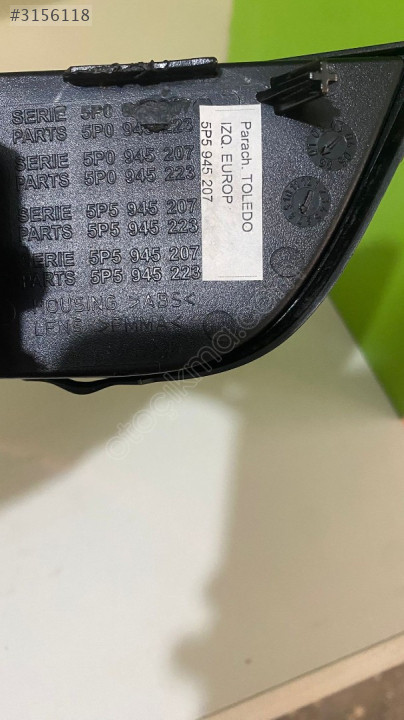 #3156118
SERIE 5P0
PARTS 5P0 945 223
SERIE 5P0 945 207
PARTS 5P0 945 223
SERIE 5P5 945 207
PARTS 5P5 945 223
SERIE 5P5 945 207
PARTS 5P5 945 223
HOUSING >ABS<
LENS >PMMA<
Parach. TOLEDO
IZQ. EUROP
5P5 945 207